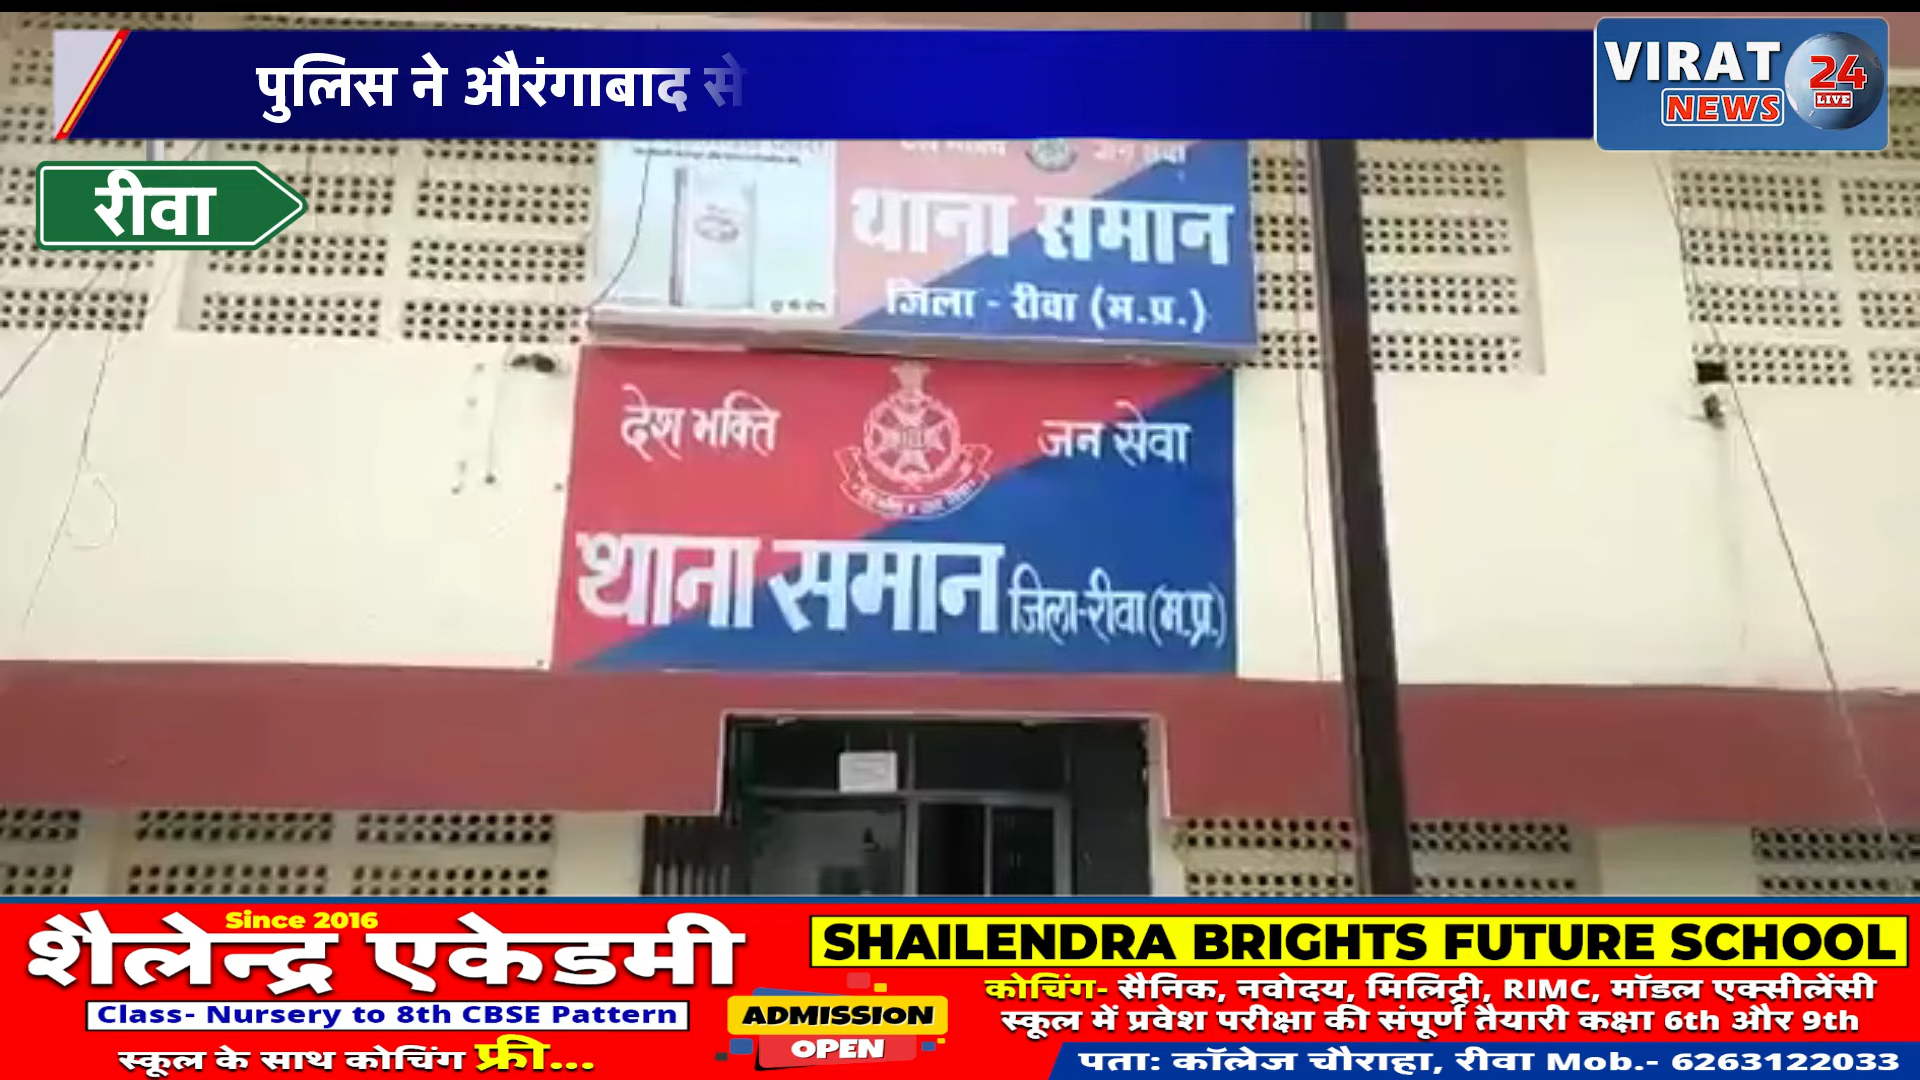 पुलिस ने औरंगाबाद से
VIRAT
NEWS
24
LIVE
रीवा
थाना समान
जिला - रीवा (म.प्र.)
देश भक्ति
जन सेवा
थाना समान जिला-रीवा (म.प्र.)
Since 2016
शैलेन्द्र एकेडमी
Class- Nursery to 8th CBSE Pattern
स्कूल के साथ कोचिंग फ्री...
ADMISSION
OPEN
SHAILENDRA BRIGHTS FUTURE SCHOOL
कोचिंग- सैनिक, नवोदय, मिलिट्री, RIMC, मॉडल एक्सीलेंसी
स्कूल में प्रवेश परीक्षा की संपूर्ण तैयारी कक्षा 6th और 9th
पता: कॉलेज चौराहा, रीवा Mob.- 6263122033